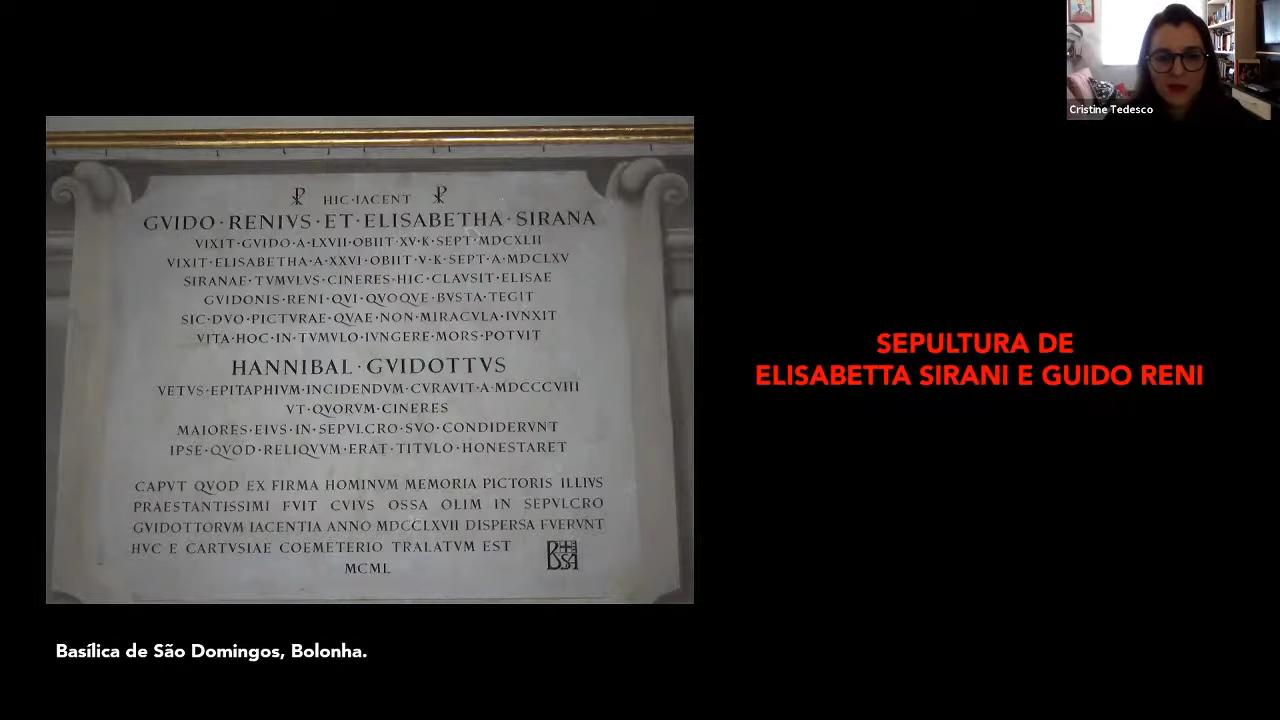 Cristine Tedesco
☧ HIC·IACENT ☧
GVIDO·RENIVS·ET·ELISABETHA·SIRANA
VIXIT·GVIDO·A·LXVII·OBIIT·XV·K·SEPT·MDCXLII
VIXIT·ELISABETHA·A·XXVI·OBIIT·V·K·SEPT·A·MDCLXV
SIRANAE·TVMVLVS·CINERES·HIC·CLAVSIT·ELISAE
GVIDONIS·RENI·QVI·QVOQVE·BVSTA·TEGIT
SIC·DVO·PICTVRAE·QVAE·NON·MIRACVLA·IVNXIT
VITA·HOC·IN·TVMVLO·IVNGERE·MORS·POTVIT
HANNIBAL·GVIDOTTVS
VETVS·EPITAPHIVM·INCIDENDVM·CVRAVIT·A·MDCCCVIII
VT·QVORVM·CINERES
MAIORES·EIVS·IN·SEPVLCRO·SVO·CONDIDERVNT
IPSE·QVOD·RELIQVVM·ERAT·TITVLO·HONESTARET
CAPVT QVOD EX FIRMA HOMINVM MEMORIA PICTORIS ILLIVS
PRAESTANTISSIMI FVIT CVIVS OSSA OLIM IN SEPVLCRO
GVIDOTTORVM IACENTIA ANNO MDCCLXVII DISPERSA FVERVNT
HVC E CARTVSIAE COEMETERIO TRALATVM EST
MCML
SEPULTURA DE
ELISABETTA SIRANI E GUIDO RENI
Basílica de São Domingos, Bolonha.